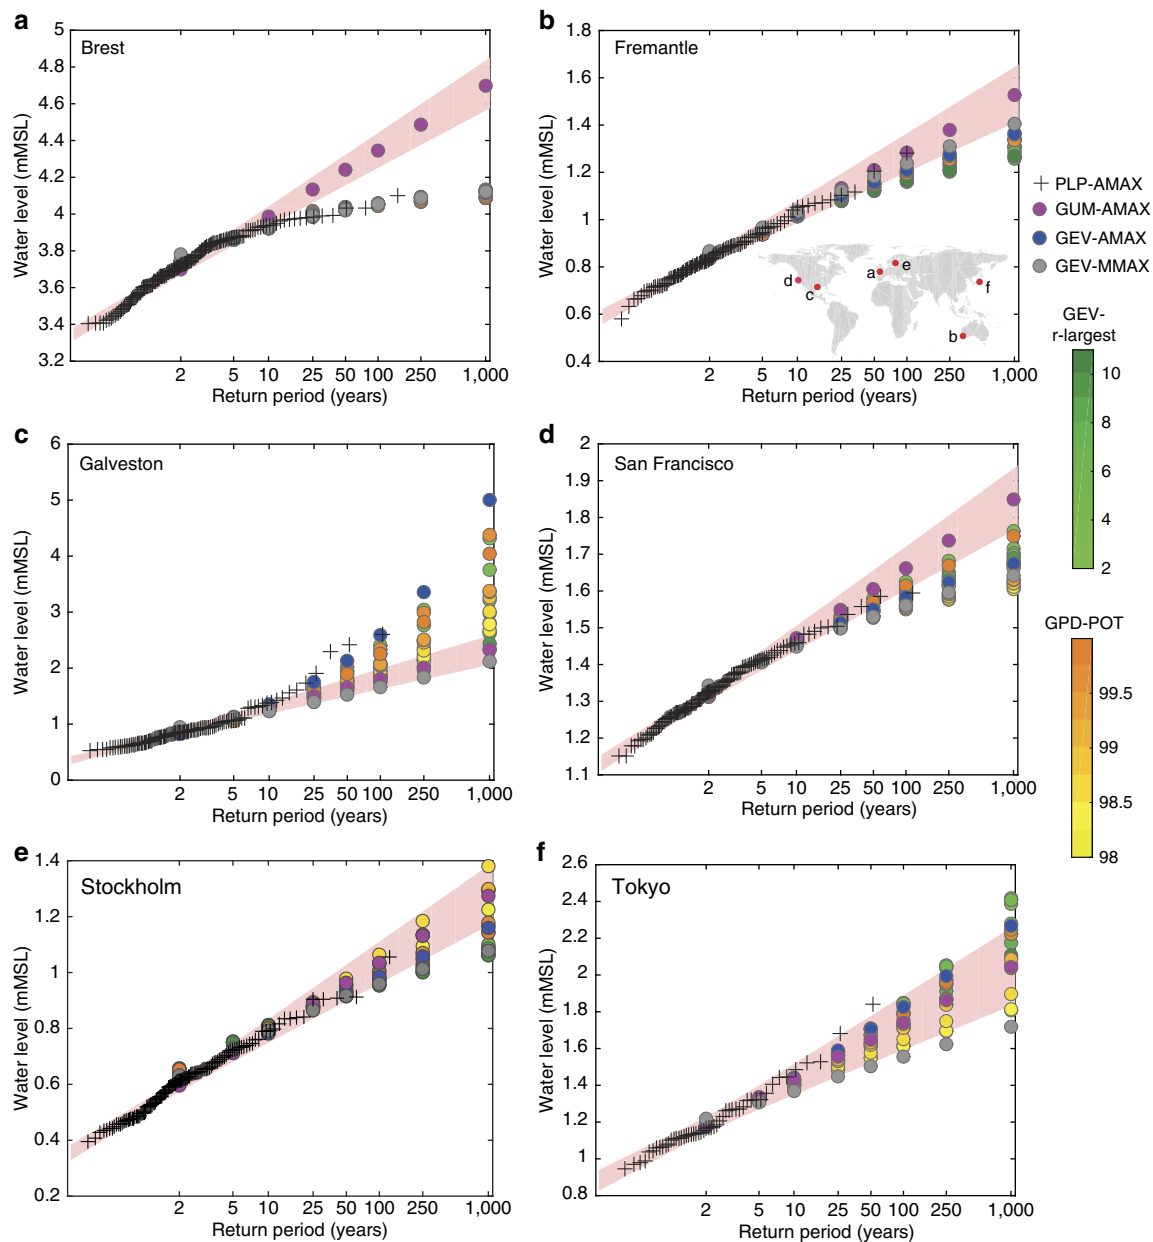 a
Brest
Water level (mMSL)
5
4.8
4.6
4.4
4.2
4
3.8
3.6
3.4
3.2
2 5 10 25 50 100 250 1,000
Return period (years)
b
Fremantle
Water level (mMSL)
1.8
1.6
1.4
1.2
1
0.8
0.6
0.4
a
e
d
c
f
b
2 5 10 25 50 100 250 1,000
Return period (years)
PLP-AMAX
GUM-AMAX
GEV-AMAX
GEV-MMAX
GEV-
r-largest
10
8
6
4
2
c
Galveston
Water level (mMSL)
6
5
4
3
2
1
0
2 5 10 25 50 100 250 1,000
Return period (years)
d
San Francisco
Water level (mMSL)
2
1.9
1.8
1.7
1.6
1.5
1.4
1.3
1.2
1.1
2 5 10 25 50 100 250 1,000
Return period (years)
GPD-POT
99.5
99
98.5
98
e
Stockholm
Water level (mMSL)
1.4
1.2
1
0.8
0.6
0.4
0.2
2 5 10 25 50 100 250 1,000
Return period (years)
f
Tokyo
Water level (mMSL)
2.6
2.4
2.2
2
1.8
1.6
1.4
1.2
1
0.8
2 5 10 25 50 100 250 1,000
Return period (years)